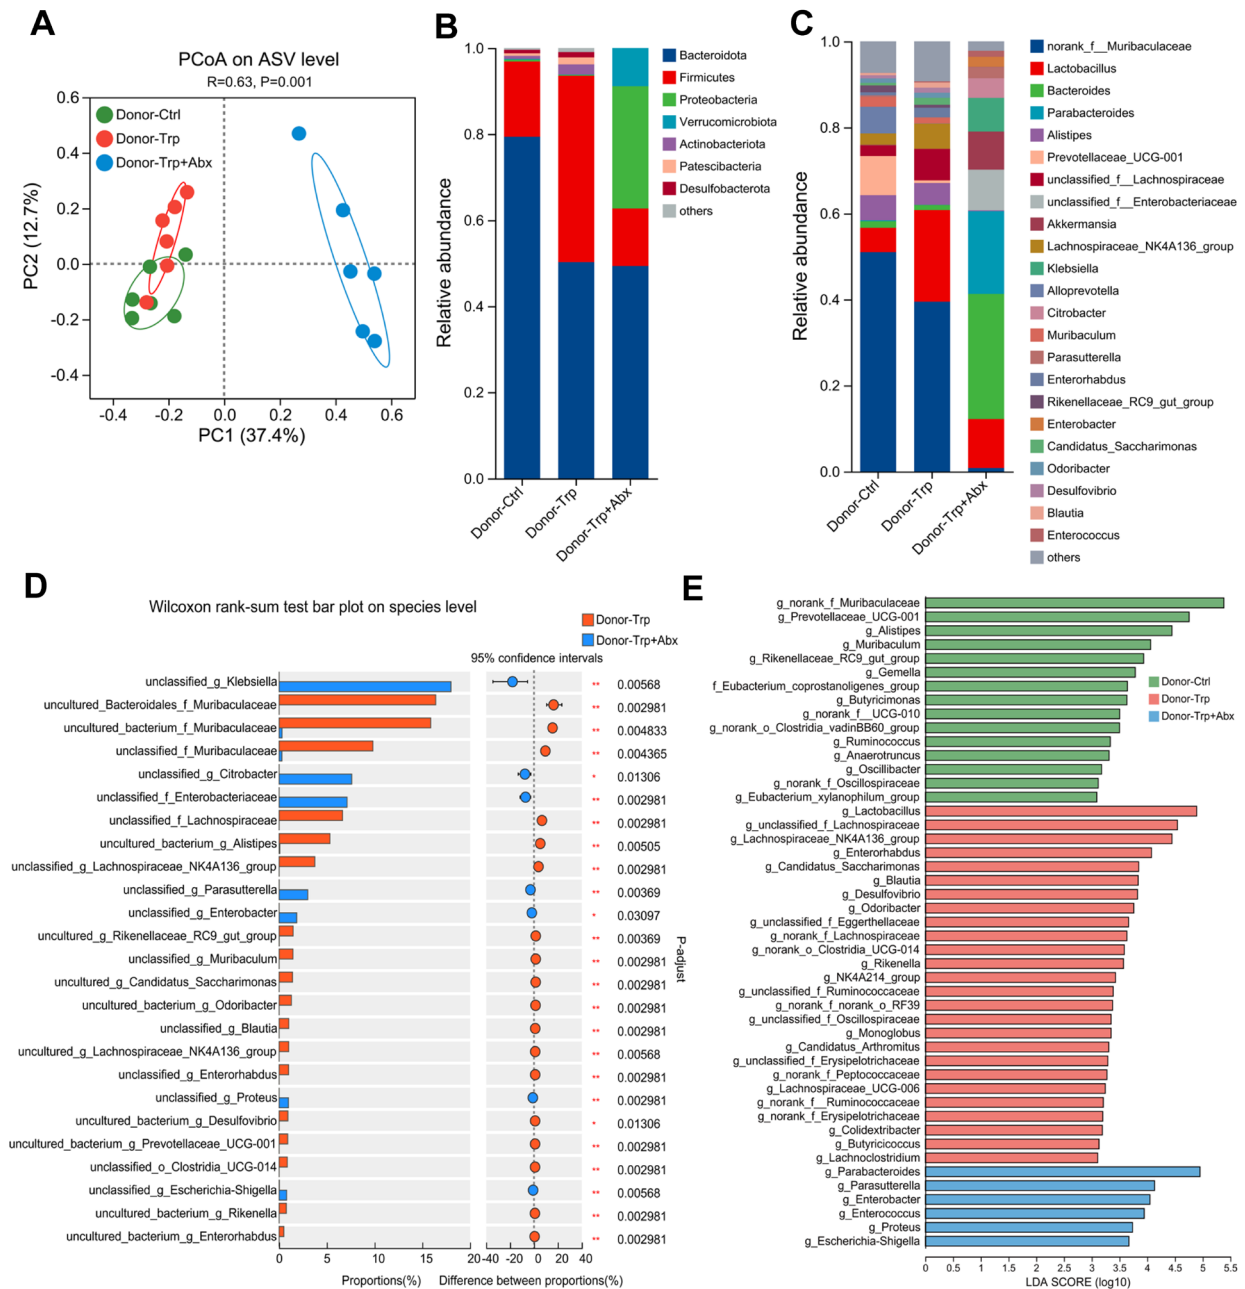 A
PCoA on ASV level
R=0.63, P=0.001
Donor-Ctrl
Donor-Trp
Donor-Trp+Abx
PC2 (12.7%)
0.6
0.4
0.2
0.0
-0.2
-0.4
-0.4
-0.2
0.0
0.2
0.4
0.6
PC1 (37.4%)
B
Relative abundance
1.0
0.8
0.6
0.4
0.2
0.0
Donor-Ctrl
Donor-Trp
Donor-Trp+Abx
Bacteroidota
Firmicutes
Proteobacteria
Verrucomicrobiota
Actinobacteriota
Patescibacteria
Desulfobacterota
others
C
Relative abundance
1.0
0.8
0.6
0.4
0.2
0.0
Donor-Ctrl
Donor-Trp
Donor-Trp+Abx
norank_f__Muribaculaceae
Lactobacillus
Bacteroides
Parabacteroides
Alistipes
Prevotellaceae_UCG-001
unclassified_f__Lachnospiraceae
unclassified_f__Enterobacteriaceae
Akkermansia
Lachnospiraceae_NK4A136_group
Klebsiella
Alloprevotella
Citrobacter
Muribaculum
Parasutterella
Enterorhabdus
Rikenellaceae_RC9_gut_group
Enterobacter
Candidatus_Saccharimonas
Odoribacter
Desulfovibrio
Blautia
Enterococcus
others
D
Wilcoxon rank-sum test bar plot on species level
Donor-Trp
Donor-Trp+Abx
95% confidence intervals
unclassified_g_Klebsiella ** 0.00568
uncultured_Bacteroidales_f_Muribaculaceae ** 0.002981
uncultured_bacterium_f_Muribaculaceae ** 0.004833
unclassified_f_Muribaculaceae ** 0.004365
unclassified_g_Citrobacter * 0.01306
unclassified_f_Enterobacteriaceae ** 0.002981
unclassified_f_Lachnospiraceae ** 0.002981
uncultured_bacterium_g_Alistipes ** 0.00505
unclassified_g_Lachnospiraceae_NK4A136_group ** 0.002981
unclassified_g_Parasutterella ** 0.00369
unclassified_g_Enterobacter * 0.03097
uncultured_g_Rikenellaceae_RC9_gut_group ** 0.00369
unclassified_g_Muribaculum ** 0.002981
uncultured_g_Candidatus_Saccharimonas ** 0.002981
uncultured_bacterium_g_Odoribacter ** 0.002981
unclassified_g_Blautia ** 0.002981
uncultured_g_Lachnospiraceae_NK4A136_group ** 0.00568
unclassified_g_Enterorhabdus ** 0.002981
unclassified_g_Proteus ** 0.002981
uncultured_bacterium_g_Desulfovibrio * 0.01306
uncultured_bacterium_g_Prevotellaceae_UCG-001 ** 0.002981
unclassified_o_Clostridia_UCG-014 ** 0.002981
unclassified_g_Escherichia-Shigella ** 0.00568
uncultured_bacterium_g_Rikenella ** 0.002981
uncultured_bacterium_g_Enterorhabdus ** 0.002981
P-adjust
0 5 10 15 20
-40 -20 0 20 40
Proportions(%)
Difference between proportions(%)
E
g_norank_f_Muribaculaceae
g_Prevotellaceae_UCG-001
g_Alistipes
g_Muribaculum
g_Rikenellaceae_RC9_gut_group
g_Gemella
f_Eubacterium_coprostanoligenes_group
g_Butyricimonas
g_norank_f__UCG-010
g_norank_o_Clostridia_vadinBB60_group
g_Ruminococcus
g_Anaerotruncus
g_Oscillibacter
g_norank_f_Oscillospiraceae
g_Eubacterium_xylanophilum_group
g_Lactobacillus
g_unclassified_f_Lachnospiraceae
g_Lachnospiraceae_NK4A136_group
g_Enterorhabdus
g_Candidatus_Saccharimonas
g_Blautia
g_Desulfovibrio
g_Odoribacter
g_unclassified_f_Eggerthellaceae
g_norank_f_Lachnospiraceae
g_norank_o_Clostridia_UCG-014
g_Rikenella
g_NK4A214_group
g_unclassified_f_Ruminococcaceae
g_norank_f_norank_o_RF39
g_unclassified_f_Oscillospiraceae
g_Monoglobus
g_Candidatus_Arthromitus
g_unclassified_f_Erysipelotrichaceae
g_norank_f_Peptococcaceae
g_Lachnospiraceae_UCG-006
g_norank_f__Ruminococcaceae
g_norank_f_Erysipelotrichaceae
g_Colidextribacter
g_Butyricicoccus
g_Lachnoclostridium
g_Parabacteroides
g_Parasutterella
g_Enterobacter
g_Enterococcus
g_Proteus
g_Escherichia-Shigella
Donor-Ctrl
Donor-Trp
Donor-Trp+Abx
0 0.5 1 1.5 2 2.5 3 3.5 4 4.5 5 5.5
LDA SCORE (log10)